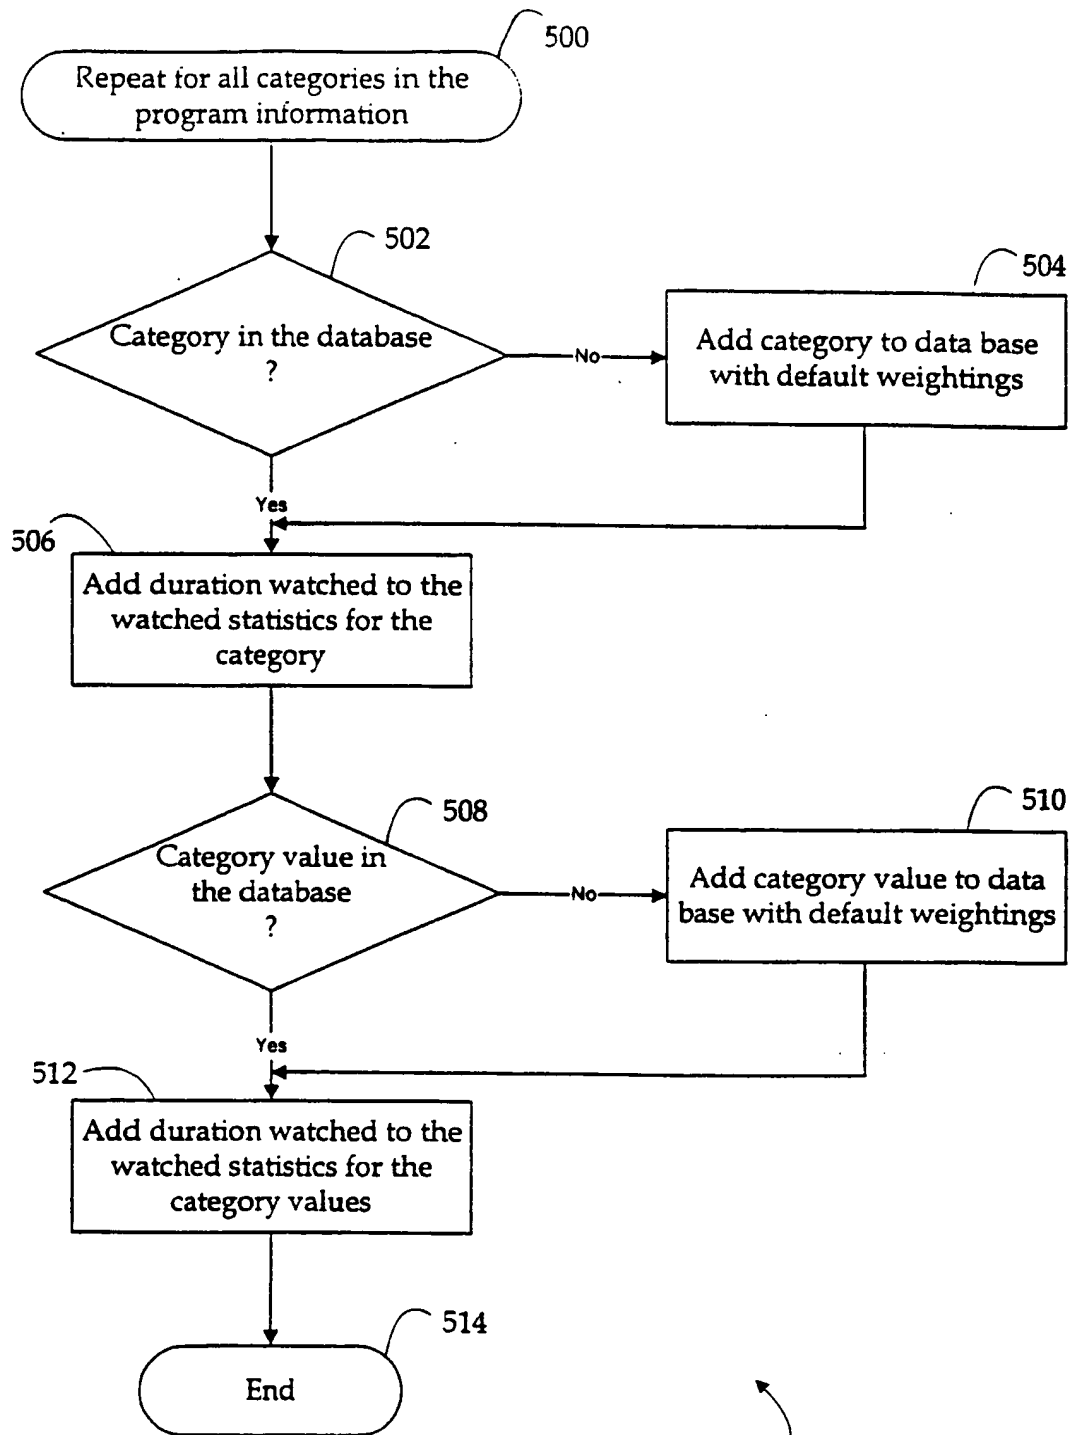 500
Repeat for all categories in the
program information
502
Category in the database
?
No
504
Add category to data base
with default weightings
Yes
506
Add duration watched to the
watched statistics for the
category
508
Category value in
the database
?
No
510
Add category value to data
base with default weightings
Yes
512
Add duration watched to the
watched statistics for the
category values
514
End